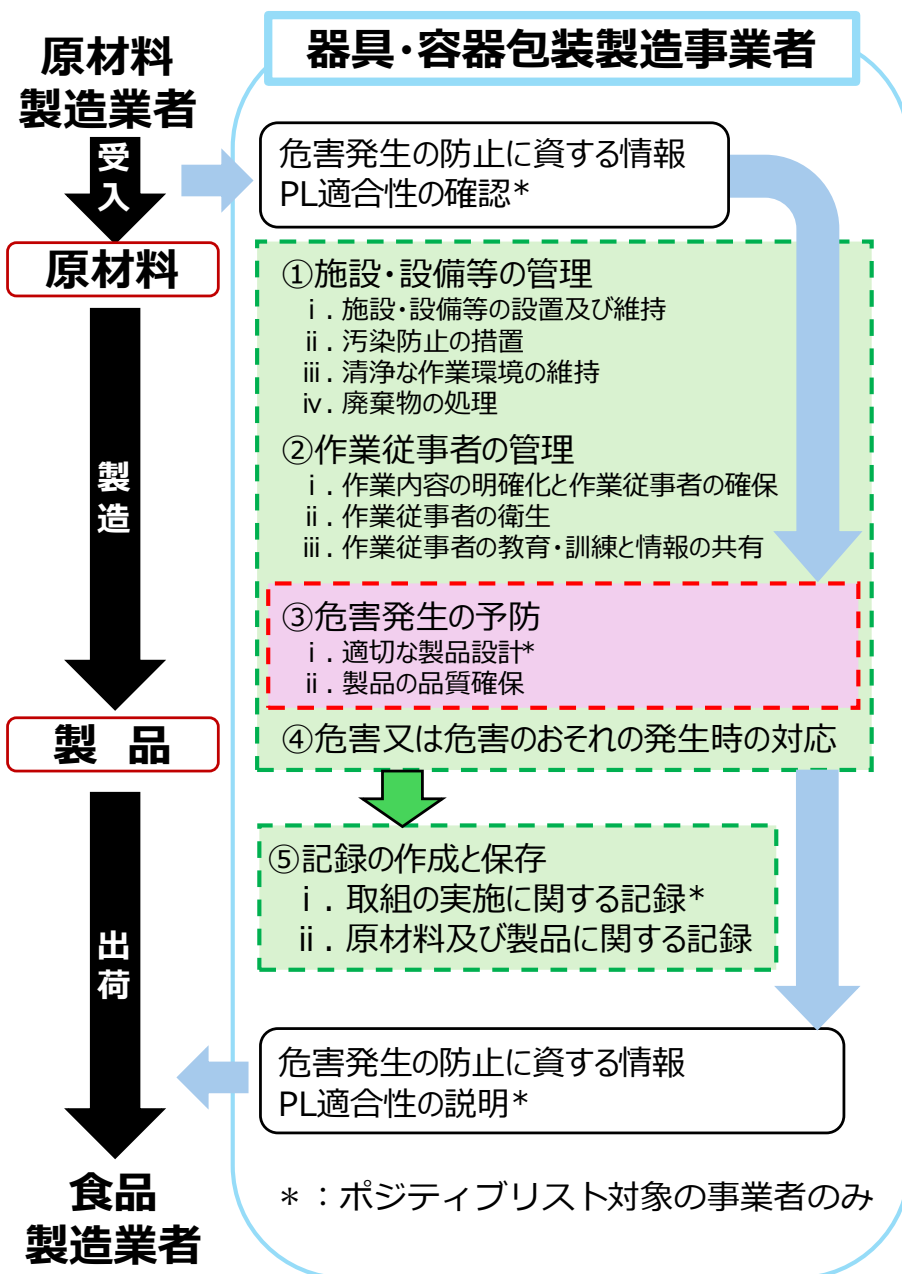 原材料
製造業者
受入
原材料
製造
製 品
出荷
食品
製造業者
器具・容器包装製造事業者
危害発生の防止に資する情報
PL適合性の確認*
①施設・設備等の管理
ⅰ. 施設・設備等の設置及び維持
ⅱ. 汚染防止の措置
ⅲ. 清浄な作業環境の維持
ⅳ. 廃棄物の処理
②作業従事者の管理
ⅰ. 作業内容の明確化と作業従事者の確保
ⅱ. 作業従事者の衛生
ⅲ. 作業従事者の教育・訓練と情報の共有
③危害発生の予防
ⅰ. 適切な製品設計*
ⅱ. 製品の品質確保
④危害又は危害のおそれの発生時の対応
⑤記録の作成と保存
ⅰ. 取組の実施に関する記録*
ⅱ. 原材料及び製品に関する記録
危害発生の防止に資する情報
PL適合性の説明*
*：ポジティブリスト対象の事業者のみ